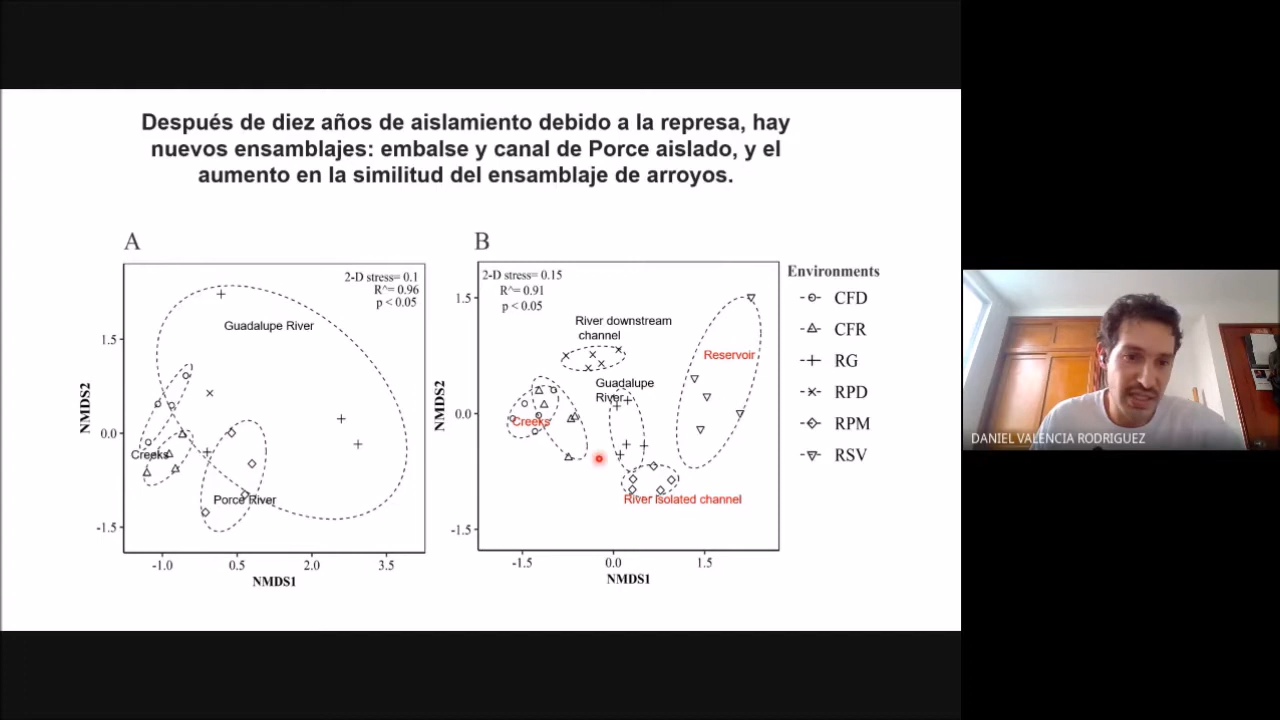 Después de diez años de aislamiento debido a la represa, hay
nuevos ensamblajes: embalse y canal de Porce aislado, y el
aumento en la similitud del ensamblaje de arroyos.
A
2-D stress= 0.1
R^= 0.96
p < 0.05
Guadalupe River
Creeks
Porce River
1.5
0.0
-1.5
NMDS2
-1.0
0.5
2.0
3.5
NMDS1
B
2-D stress= 0.15
R^= 0.91
p < 0.05
River downstream
channel
Reservoir
Guadalupe
River
Creeks
River isolated channel
1.5
0.0
-1.5
NMDS2
-1.5
0.0
1.5
NMDS1
Environments
CFD
CFR
RG
RPD
RPM
RSV
DANIEL VALENCIA RODRIGUEZ